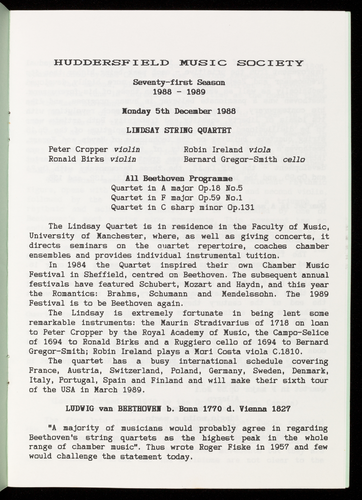 HUDDERSFIELD MUSIC SOCIETY
Seventy-first Season
1988 - 1989
Monday 5th December 1988
LINDSAY STRING QUARTET
Peter Cropper violin Robin Ireland viola
Ronald Birks violin Bernard Gregor-Smith cello
All Beethoven Programme
Quartet in A major Op.18 No.5
Quartet in F major Op.59 No.1
Quartet in C sharp minor Op.131
The Lindsay Quartet is in residence in the Faculty of Music,
University of Manchester, where, as well as giving concerts, it
directs seminars on the quartet repertoire, coaches chamber
ensembles and provides individual instrumental tuition.
In 1984 the Quartet inspired their own Chamber Music
Festival in Sheffield, centred on Beethoven. The subsequent annual
festivals have featured Schubert, Mozart and Haydn, and this year
the Romantics: Brahms, Schumann and Mendelssohn. The 1989
Festival is to be Beethoven again.
The Lindsay is extremely fortunate in being lent some
remarkable instruments: the Maurin Stradivarius of 1718 on loan
to Peter Cropper by the Royal Academy of Music, the Campo-Selice
of 1694 to Ronald Birks and a Ruggiero cello of 1694 to Bernard
Gregor-Smith; Robin Ireland plays a Mori Costa viola C.1810.
The quartet has a busy international schedule covering
France, Austria, Switzerland, Poland, Germany, Sweden, Denmark,
Italy, Portugal, Spain and Finland and will make their sixth tour
of the USA in March 1989.
LUDWIG van BEETHOVEN b. Bonn 1770 d. Vienna 1827
"A majority of musicians would probably agree in regarding
Beethoven's string quartets as the highest peak in the whole
range of chamber music". Thus wrote Roger Fiske in 1957 and few
would challenge the statement today.